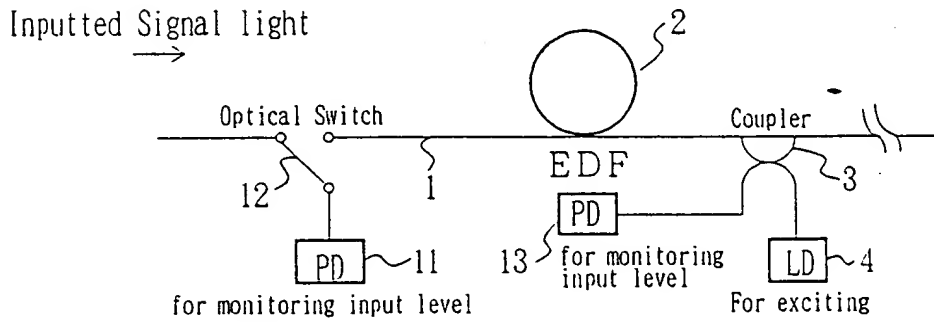 Inputted Signal light
2
Optical Switch
Coupler
12
1
EDF
3
PD
13
PD
11
for monitoring
input level
LD
4
for monitoring input level
For exciting